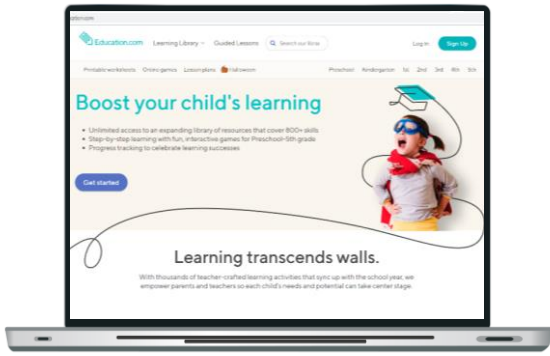 ation.com
Education.com Learning Library Guided Lessons Search our library Log In Sign Up
Printable worksheets Online games Lesson plans Halloween Preschool Kindergarten 1st 2nd 3rd 4th 5th
Boost your child's learning
• Unlimited access to an expanding library of resources that cover 800+ skills
• Step-by-step learning with fun, interactive games for Preschool-5th grade
• Progress tracking to celebrate learning successes
Get started
Learning transcends walls.
With thousands of teacher-crafted learning activities that sync up with the school year, we
empower parents and teachers so each child's needs and potential can take center stage.